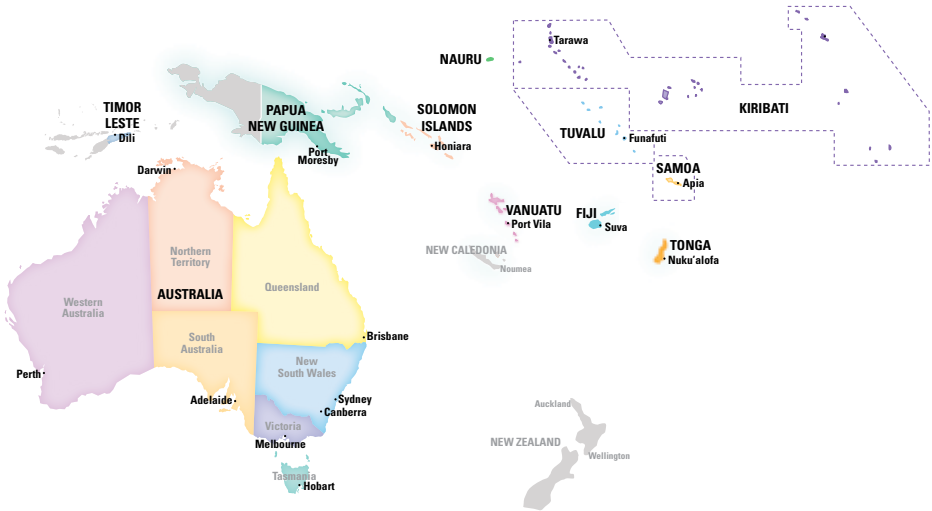 Tarawa
NAURU
KIRIBATI
TIMOR
LESTE
Dili
PAPUA
NEW GUINEA
Port
Moresby
SOLOMON
ISLANDS
Honiara
TUVALU
Funafuti
Darwin
SAMOA
Apia
VANUATU
Port Vila
FIJI
Suva
NEW CALEDONIA
Noumea
TONGA
Nuku'alofa
Northern
Territory
AUSTRALIA
Queensland
Western
Australia
South
Australia
Brisbane
New
South Wales
Perth
Adelaide
Sydney
Canberra
Victoria
Melbourne
Tasmania
Hobart
Auckland
NEW ZEALAND
Wellington